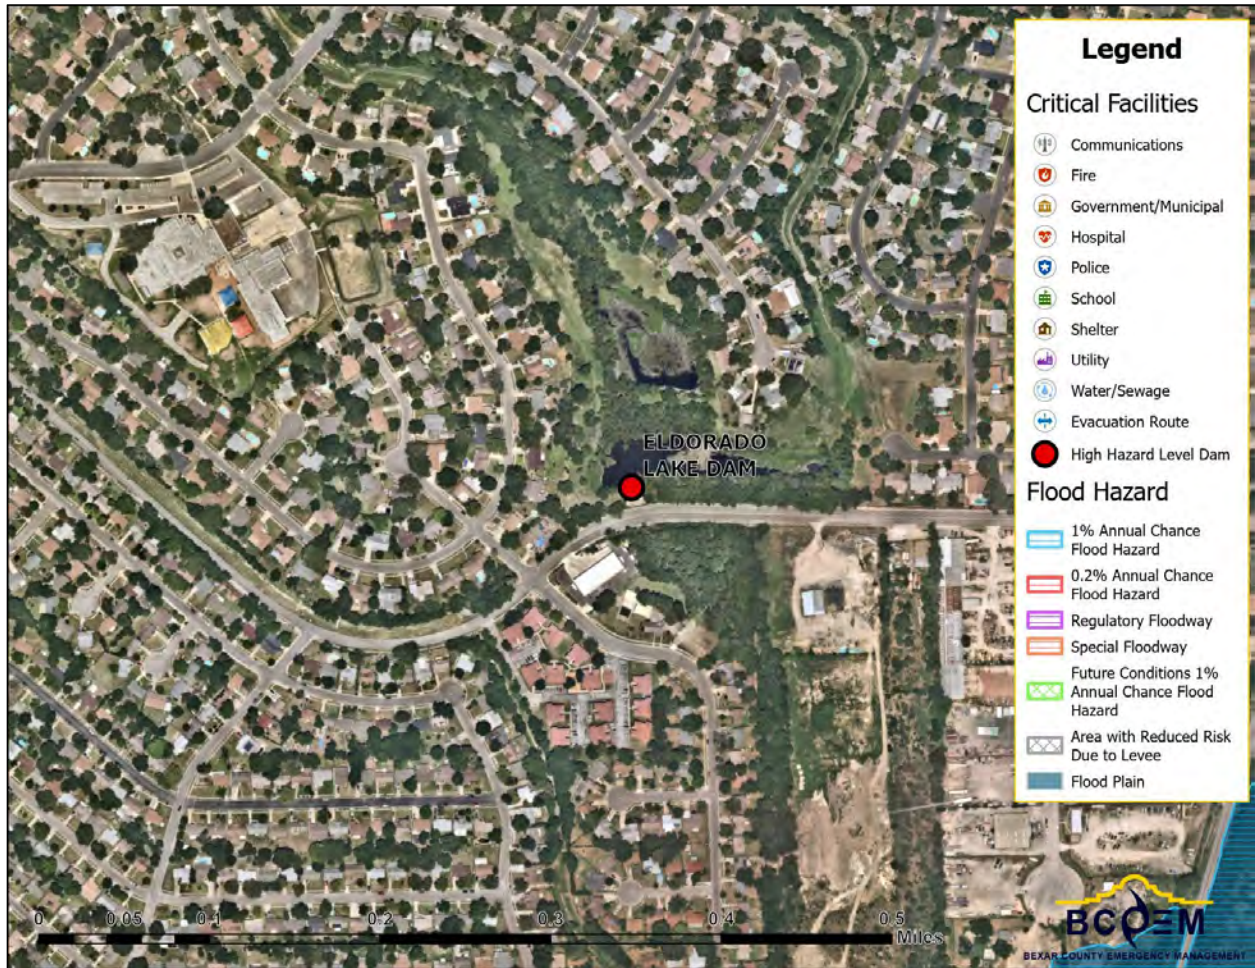 Legend
Critical Facilities
Communications
Fire
Government/Municipal
Hospital
Police
School
Shelter
Utility
Water/Sewage
Evacuation Route
High Hazard Level Dam
Flood Hazard
1% Annual Chance
Flood Hazard
0.2% Annual Chance
Flood Hazard
Regulatory Floodway
Special Floodway
Future Conditions 1%
Annual Chance Flood
Hazard
Area with Reduced Risk
Due to Levee
Flood Plain
ELDORADO
LAKE DAM
0 0.05 0.1 0.2 0.3 0.4 0.5
Miles
BCOEM
BEXAR COUNTY EMERGENCY MANAGEMENT